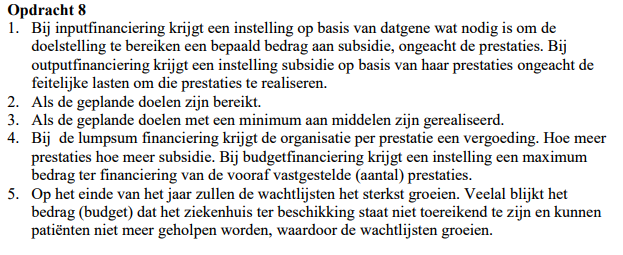 Opdracht 8
1. Bij inputfinanciering krijgt een instelling op basis van datgene wat nodig is om de
doelstelling te bereiken een bepaald bedrag aan subsidie, ongeacht de prestaties. Bij
outputfinanciering krijgt een instelling subsidie op basis van haar prestaties ongeacht de
feitelijke lasten om die prestaties te realiseren.
2. Als de geplande doelen zijn bereikt.
3. Als de geplande doelen met een minimum aan middelen zijn gerealiseerd.
4. Bij de lumpsum financiering krijgt de organisatie per prestatie een vergoeding. Hoe meer
prestaties hoe meer subsidie. Bij budgetfinanciering krijgt een instelling een maximum
bedrag ter financiering van de vooraf vastgestelde (aantal) prestaties.
5. Op het einde van het jaar zullen de wachtlijsten het sterkst groeien. Veelal blijkt het
bedrag (budget) dat het ziekenhuis ter beschikking staat niet toereikend te zijn en kunnen
patiënten niet meer geholpen worden, waardoor de wachtlijsten groeien.